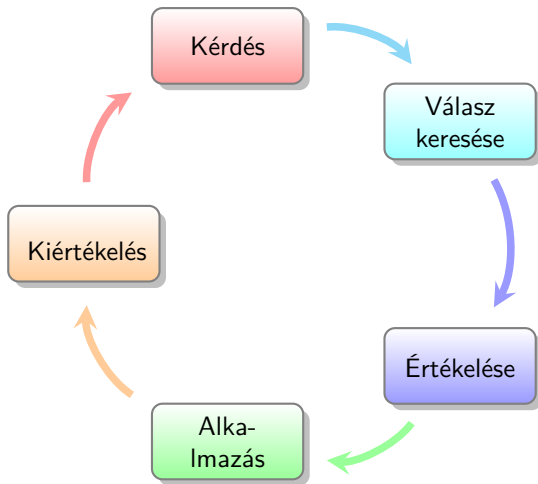 Kérdés
Válasz
keresése
Értékelése
Alka-
lmazás
Kiértékelés